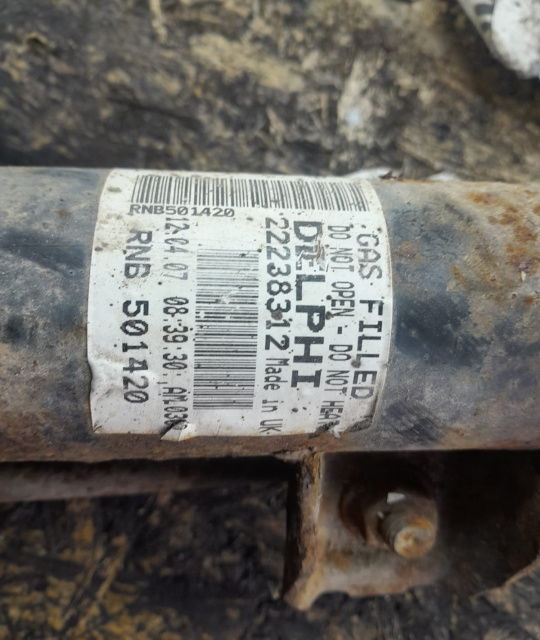 RNB501420
GAS FILLED
DO NOT OPEN - DO NOT HEAT
DELPHI
22238312 Made in UK
12·04·07 08·39·30
RNB 501420